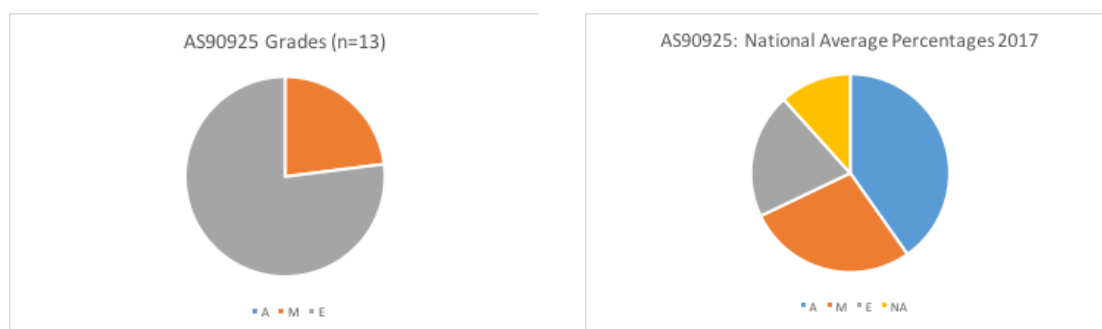 AS90925 Grades (n=13)
A M E
AS90925: National Average Percentages 2017
A M E NA